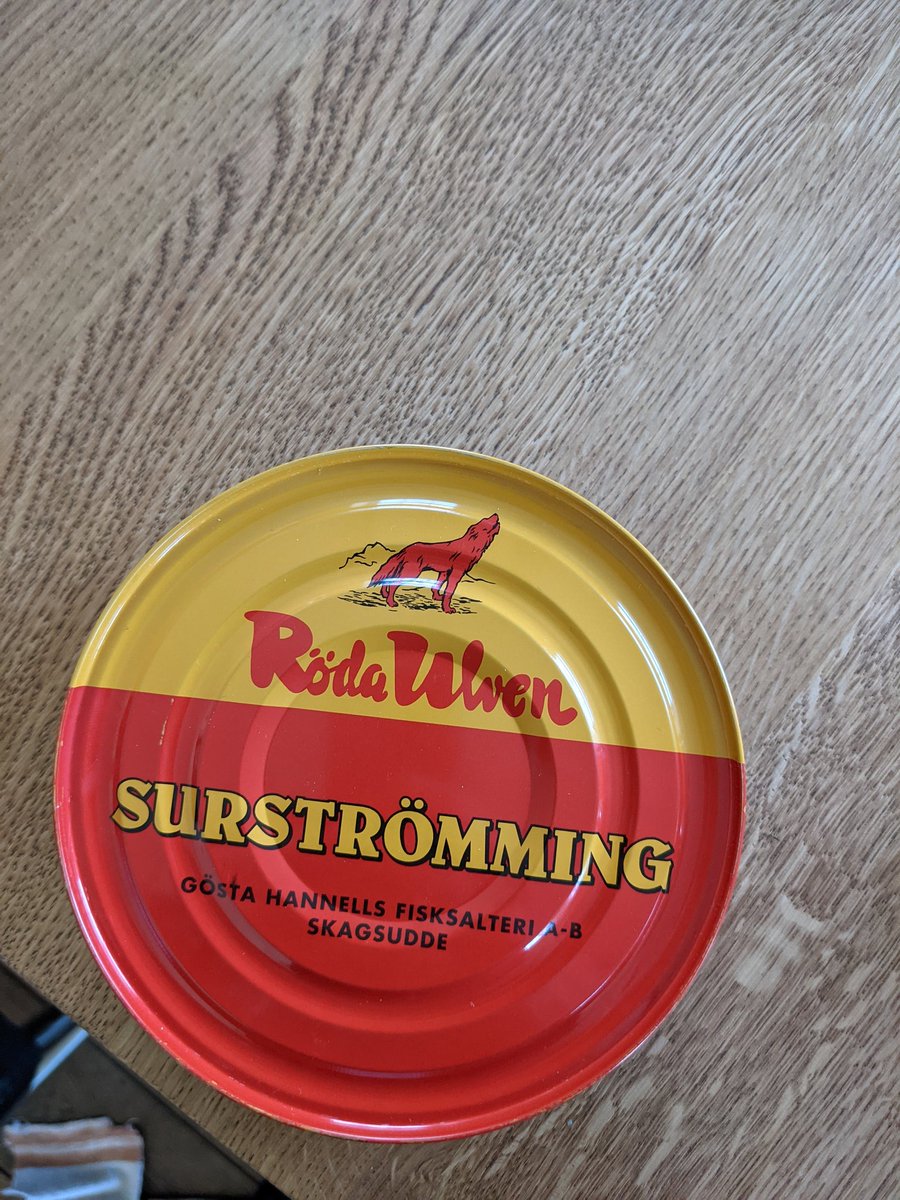 Röda Ulven
SURSTRÖMMING
GÖSTA HANNELLS FISKSALTERI A-B
SKAGSUDDE